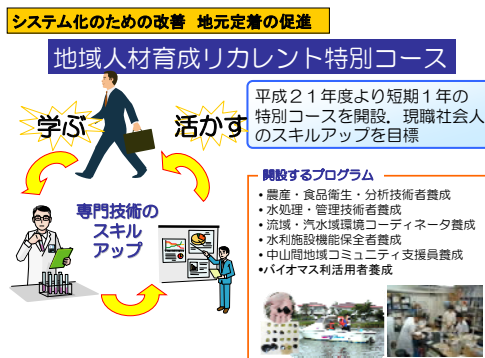 システム化のための改善 地元定着の促進
地域人材育成リカレント特別コース
学ぶ 活かす
平成２１年度より短期１年の
特別コースを開設．現職社会人
のスキルアップを目標
専門技術の
スキル
アップ
開設するプログラム
・農産・食品衛生・分析技術者養成
・水処理・管理技術者養成
・流域・汽水域環境コーディネータ養成
・水利施設機能保全者養成
・中山間地域コミュニティ支援員養成
・バイオマス利活用者養成